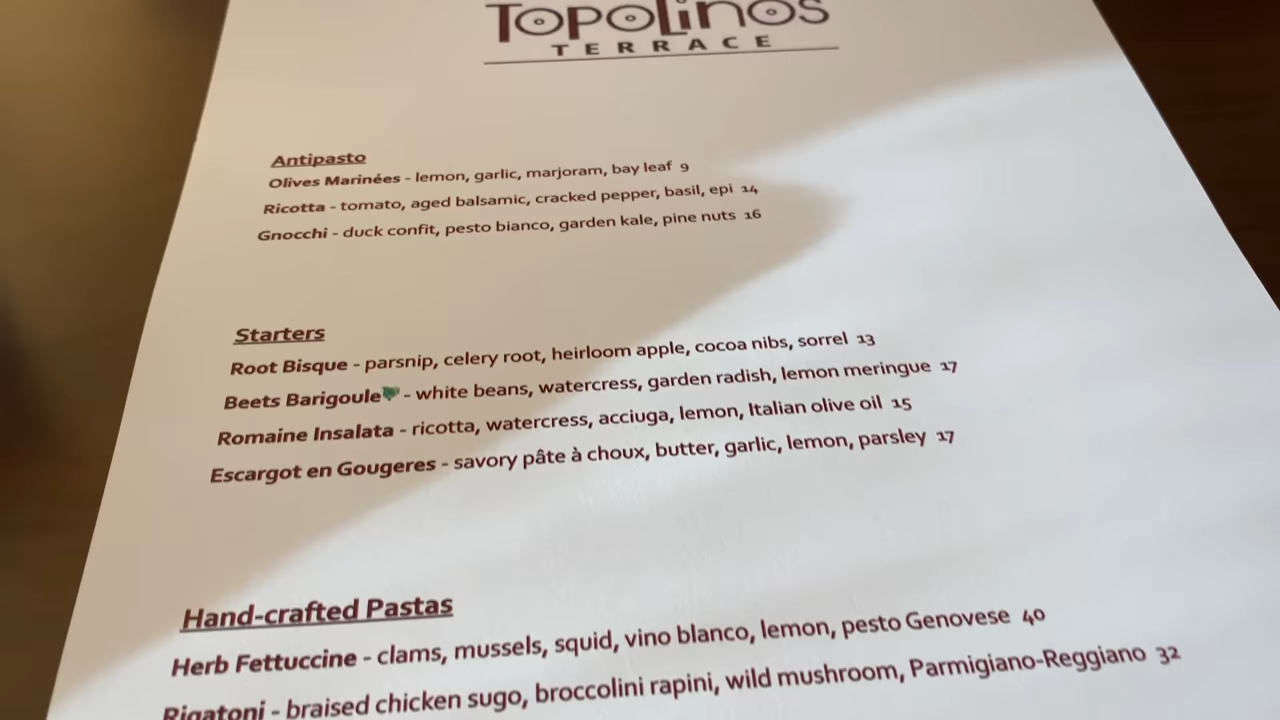 TOPOLINOS
TERRACE
Antipasto
Olives Marinées - lemon, garlic, marjoram, bay leaf 9
Ricotta - tomato, aged balsamic, cracked pepper, basil, epi 14
Gnocchi - duck confit, pesto bianco, garden kale, pine nuts 16
Starters
Root Bisque - parsnip, celery root, heirloom apple, cocoa nibs, sorrel 13
Beets Barigoule - white beans, watercress, garden radish, lemon meringue 17
Romaine Insalata - ricotta, watercress, acciuga, lemon, Italian olive oil 15
Escargot en Gougeres - savory pâte à choux, butter, garlic, lemon, parsley 17
Hand-crafted Pastas
Herb Fettuccine - clams, mussels, squid, vino blanco, lemon, pesto Genovese 40
Rigatoni - braised chicken sugo, broccolini rapini, wild mushroom, Parmigiano-Reggiano 32